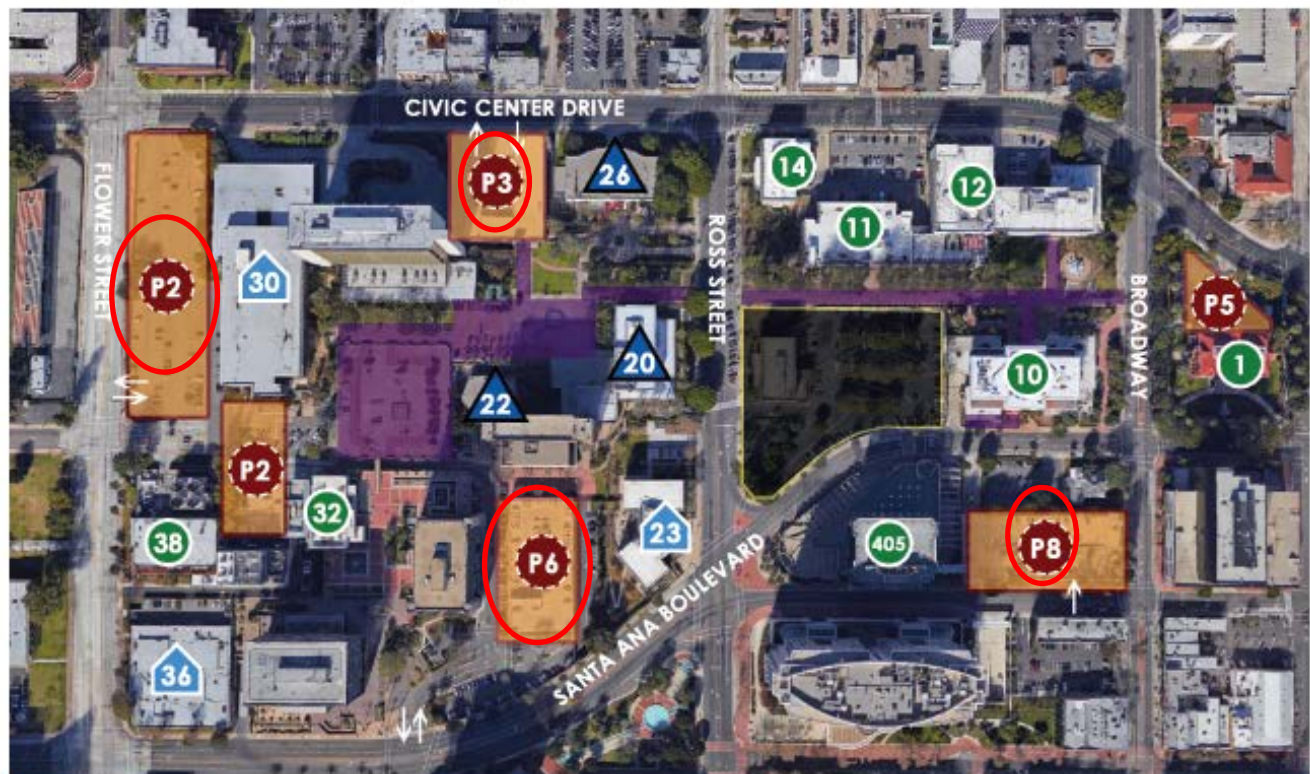 CIVIC CENTER DRIVE
FLOWER STREET
P3
26
14
12
11
ROSS STREET
P2
30
BROADWAY
P5
20
10
1
22
P2
32
38
P6
23
SANTA ANA BOULEVARD
405
P8
36